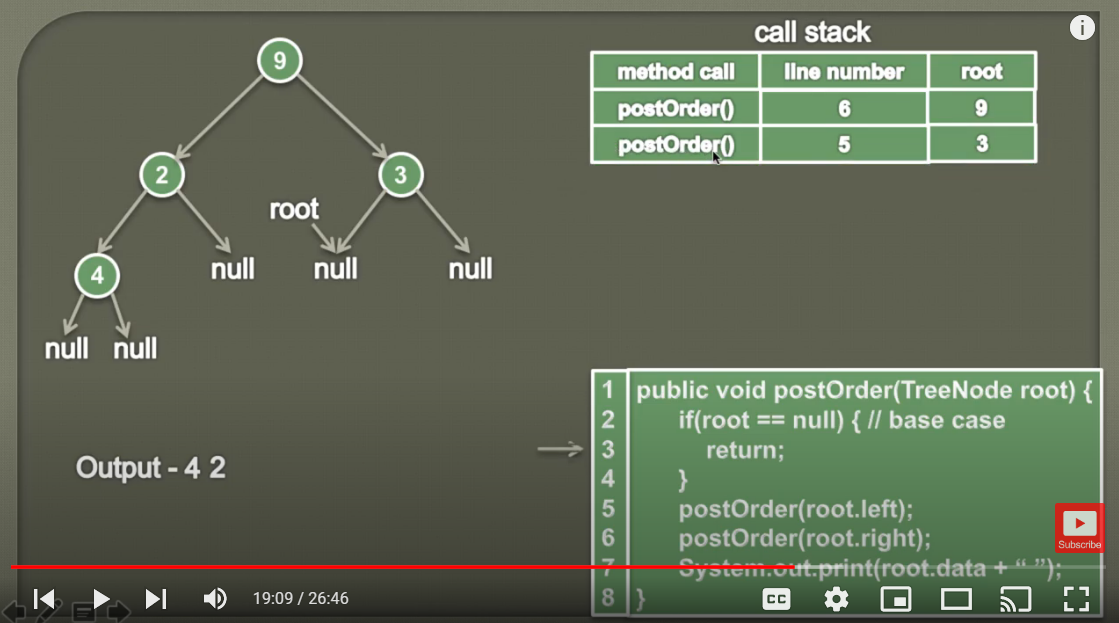 call stack
method call line number root
postOrder() 6 9
postOrder() 5 3
9
2 3
root
4 null null null
null null
Output - 4 2
1 public void postOrder(TreeNode root) {
2 if(root == null) { // base case
3 return;
4 }
5 postOrder(root.left);
6 postOrder(root.right);
7 System.out.print(root.data + “ ”);
8 }
Subscribe
19:09 / 26:46
CC
i